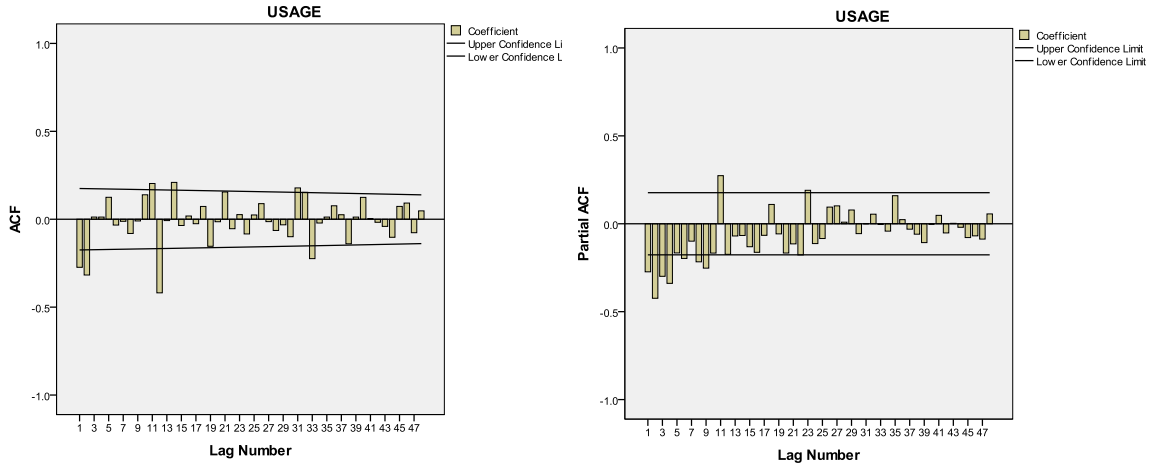 USAGE
Coefficient
Upper Confidence Li
Lower Confidence L
1.0
0.5
0.0
-0.5
-1.0
ACF
1 3 5 7 9 11 13 15 17 19 21 23 25 27 29 31 33 35 37 39 41 43 45 47
Lag Number
USAGE
Coefficient
Upper Confidence Limit
Lower Confidence Limit
1.0
0.5
0.0
-0.5
-1.0
Partial ACF
1 3 5 7 9 11 13 15 17 19 21 23 25 27 29 31 33 35 37 39 41 43 45 47
Lag Number